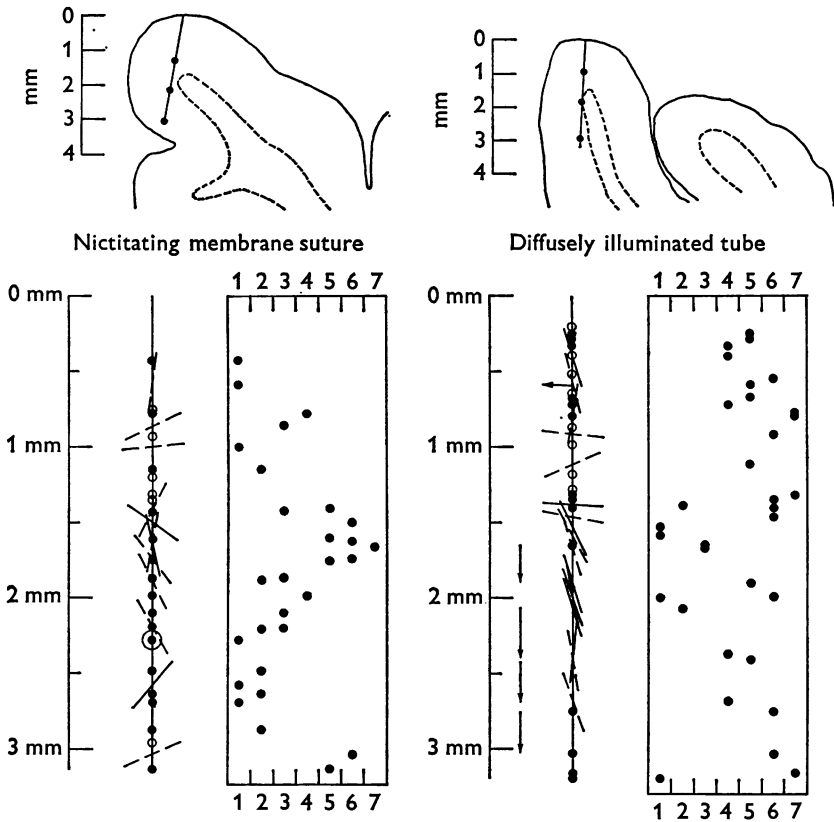 0
1
2
3
4
mm
0
1
2
3
4
mm
Nictitating membrane suture
Diffusely illuminated tube
1 2 3 4 5 6 7
1 2 3 4 5 6 7
0 mm
1 mm
2 mm
3 mm
0 mm
1 mm
2 mm
3 mm
1 2 3 4 5 6 7
1 2 3 4 5 6 7